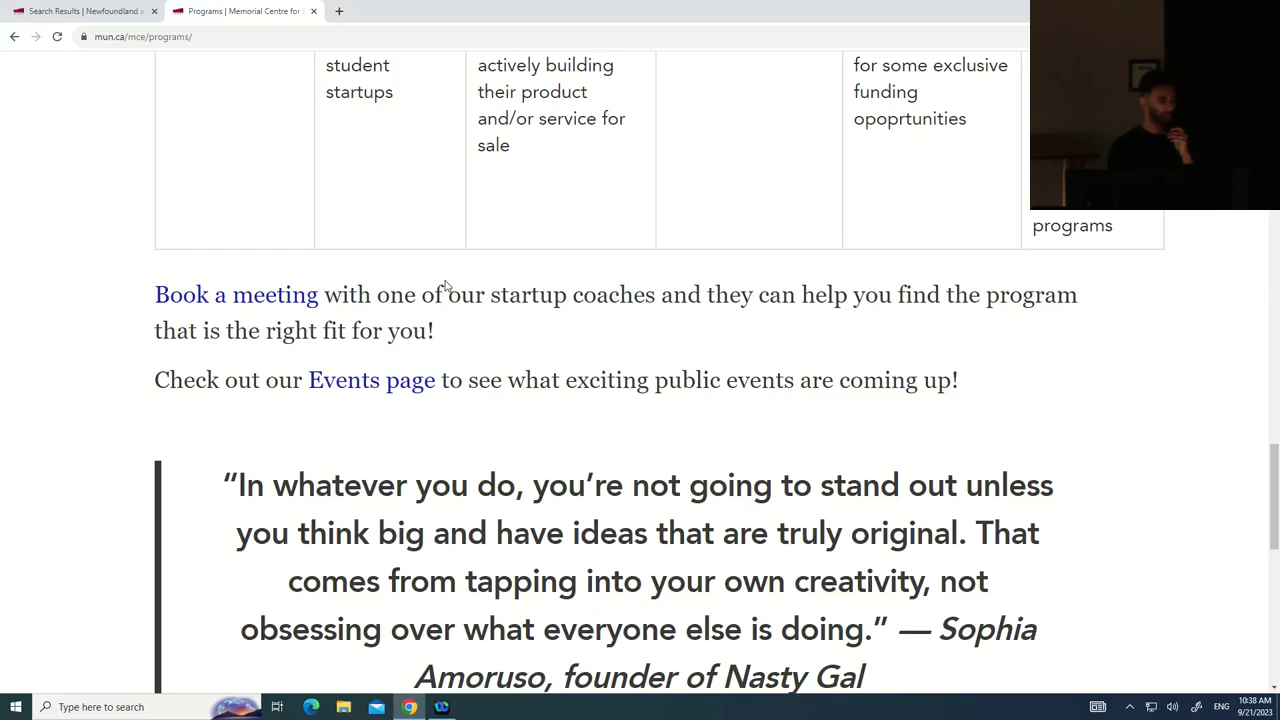 Search Results | Newfoundland a
Programs | Memorial Centre for E
mun.ca/mce/programs/
student
startups
actively building
their product
and/or service for
sale
for some exclusive
funding
opoprtunities
programs
Book a meeting with one of our startup coaches and they can help you find the program
that is the right fit for you!
Check out our Events page to see what exciting public events are coming up!
“In whatever you do, you’re not going to stand out unless
you think big and have ideas that are truly original. That
comes from tapping into your own creativity, not
obsessing over what everyone else is doing.” — Sophia
Amoruso, founder of Nasty Gal
Type here to search
ENG
10:38 AM
9/21/2023